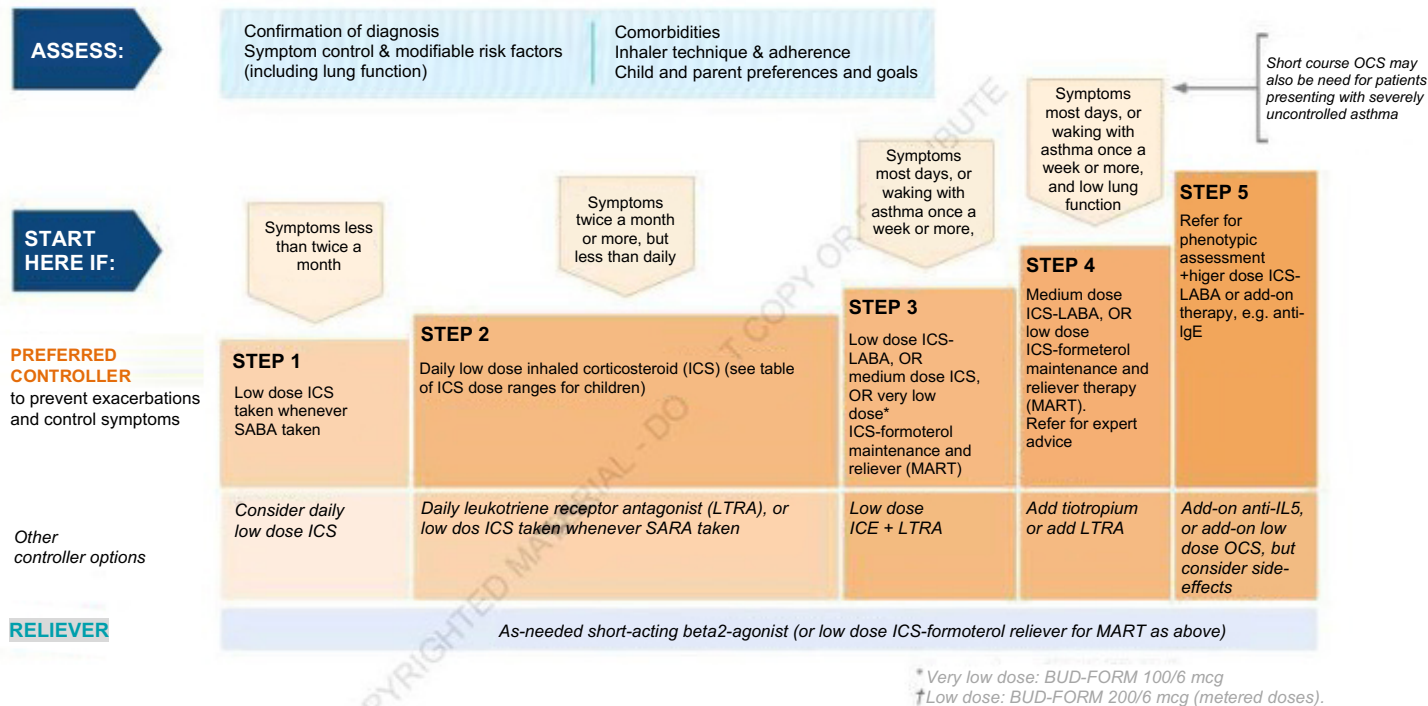 ASSESS:
Confirmation of diagnosis
Symptom control & modifiable risk factors
(including lung function)
Comorbidities
Inhaler technique & adherence
Child and parent preferences and goals
Short course OCS may
also be need for patients
presenting with severely
uncontrolled asthma
START
HERE IF:
Symptoms less
than twice a
month
Symptoms
twice a month
or more, but
less than daily
Symptoms
most days, or
waking with
asthma once a
week or more,
Symptoms
most days, or
waking with
asthma once a
week or more,
and low lung
function
PREFERRED
CONTROLLER
to prevent exacerbations
and control symptoms
STEP 1
Low dose ICS
taken whenever
SABA taken
STEP 2
Daily low dose inhaled corticosteroid (ICS) (see table
of ICS dose ranges for children)
STEP 3
Low dose ICS-
LABA, OR
medium dose ICS,
OR very low
dose*
ICS-formoterol
maintenance and
reliever (MART)
STEP 4
Medium dose
ICS-LABA, OR
low dose
ICS-formeterol
maintenance and
reliever therapy
(MART).
Refer for expert
advice
STEP 5
Refer for
phenotypic
assessment
+higer dose ICS-
LABA or add-on
therapy, e.g. anti-
IgE
Other
controller options
Consider daily
low dose ICS
Daily leukotriene receptor antagonist (LTRA), or
low dos ICS taken whenever SARA taken
Low dose
ICE + LTRA
Add tiotropium
or add LTRA
Add-on anti-IL5,
or add-on low
dose OCS, but
consider side-
effects
RELIEVER
As-needed short-acting beta2-agonist (or low dose ICS-formoterol reliever for MART as above)
* Very low dose: BUD-FORM 100/6 mcg
†Low dose: BUD-FORM 200/6 mcg (metered doses).
PYRIGHTED MATERIAL - DO T COPY OR IBUTE